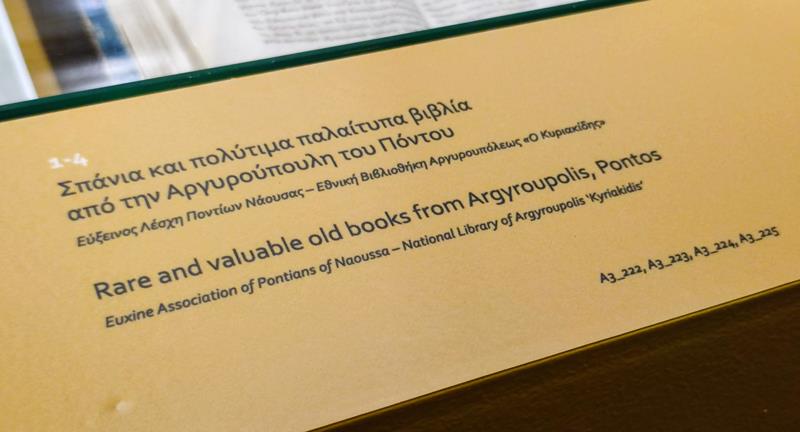 1-4
Σπάνια και πολύτιμα παλαίτυπα βιβλία
από την Αργυρούπουλη του Πόντου
Εύξεινος Λέσχη Ποντίων Νάουσας – Εθνική Βιβλιοθήκη Αργυρουπόλεως «Ο Κυριακίδης»
Rare and valuable old books from Argyroupolis, Pontos
Euxine Association of Pontians of Naoussa – National Library of Argyroupolis 'Kyriakidis'
A3_222, A3_223, A3_224, A3_225